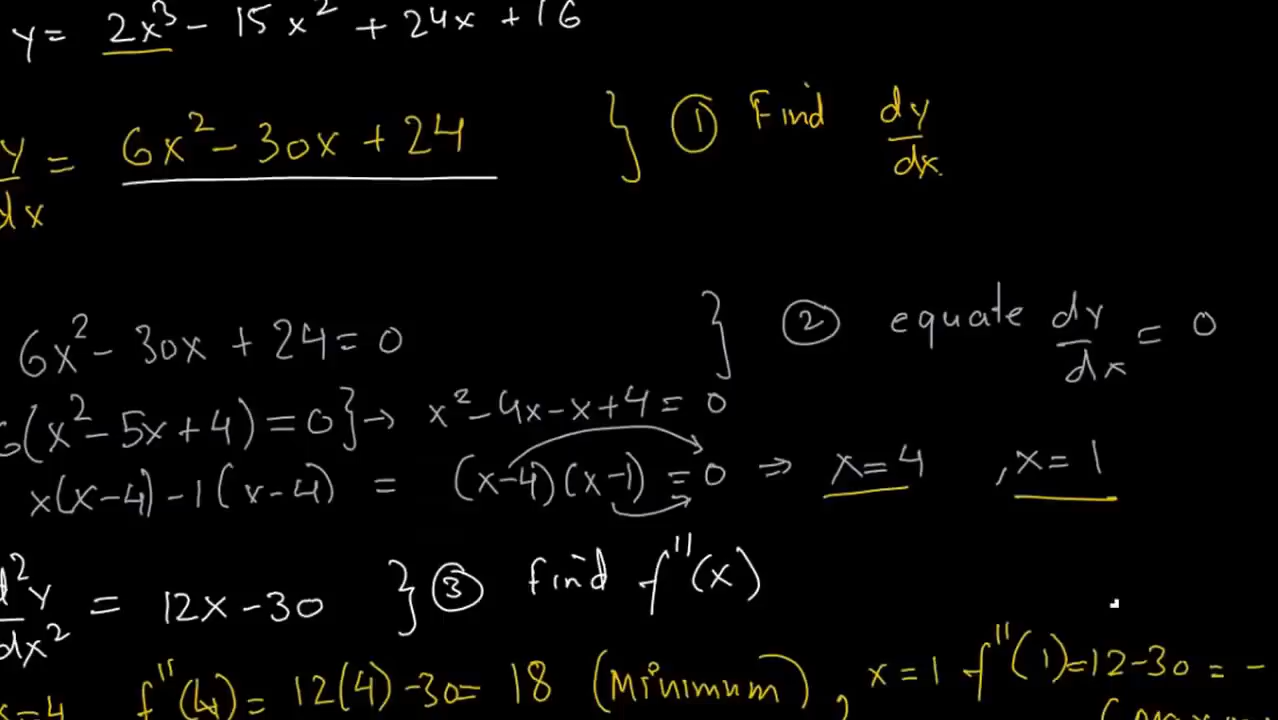 y = 2x³ - 15x² + 24x + 16
y/dx = 6x² - 30x + 24 } ① Find dy/dx
6x² - 30x + 24 = 0 } ② equate dy/dx = 0
6(x² - 5x + 4) = 0 } → x² - 4x - x + 4 = 0
x(x-4) - 1(x-4) = (x-4)(x-1) = 0 ⇒ x = 4 , x = 1
d²y/dx² = 12x - 30 } ③ find f''(x)
x=4 f''(4) = 12(4) - 30 = 18 (Minimum) , x = 1 f''(1) = 12 - 30 = -